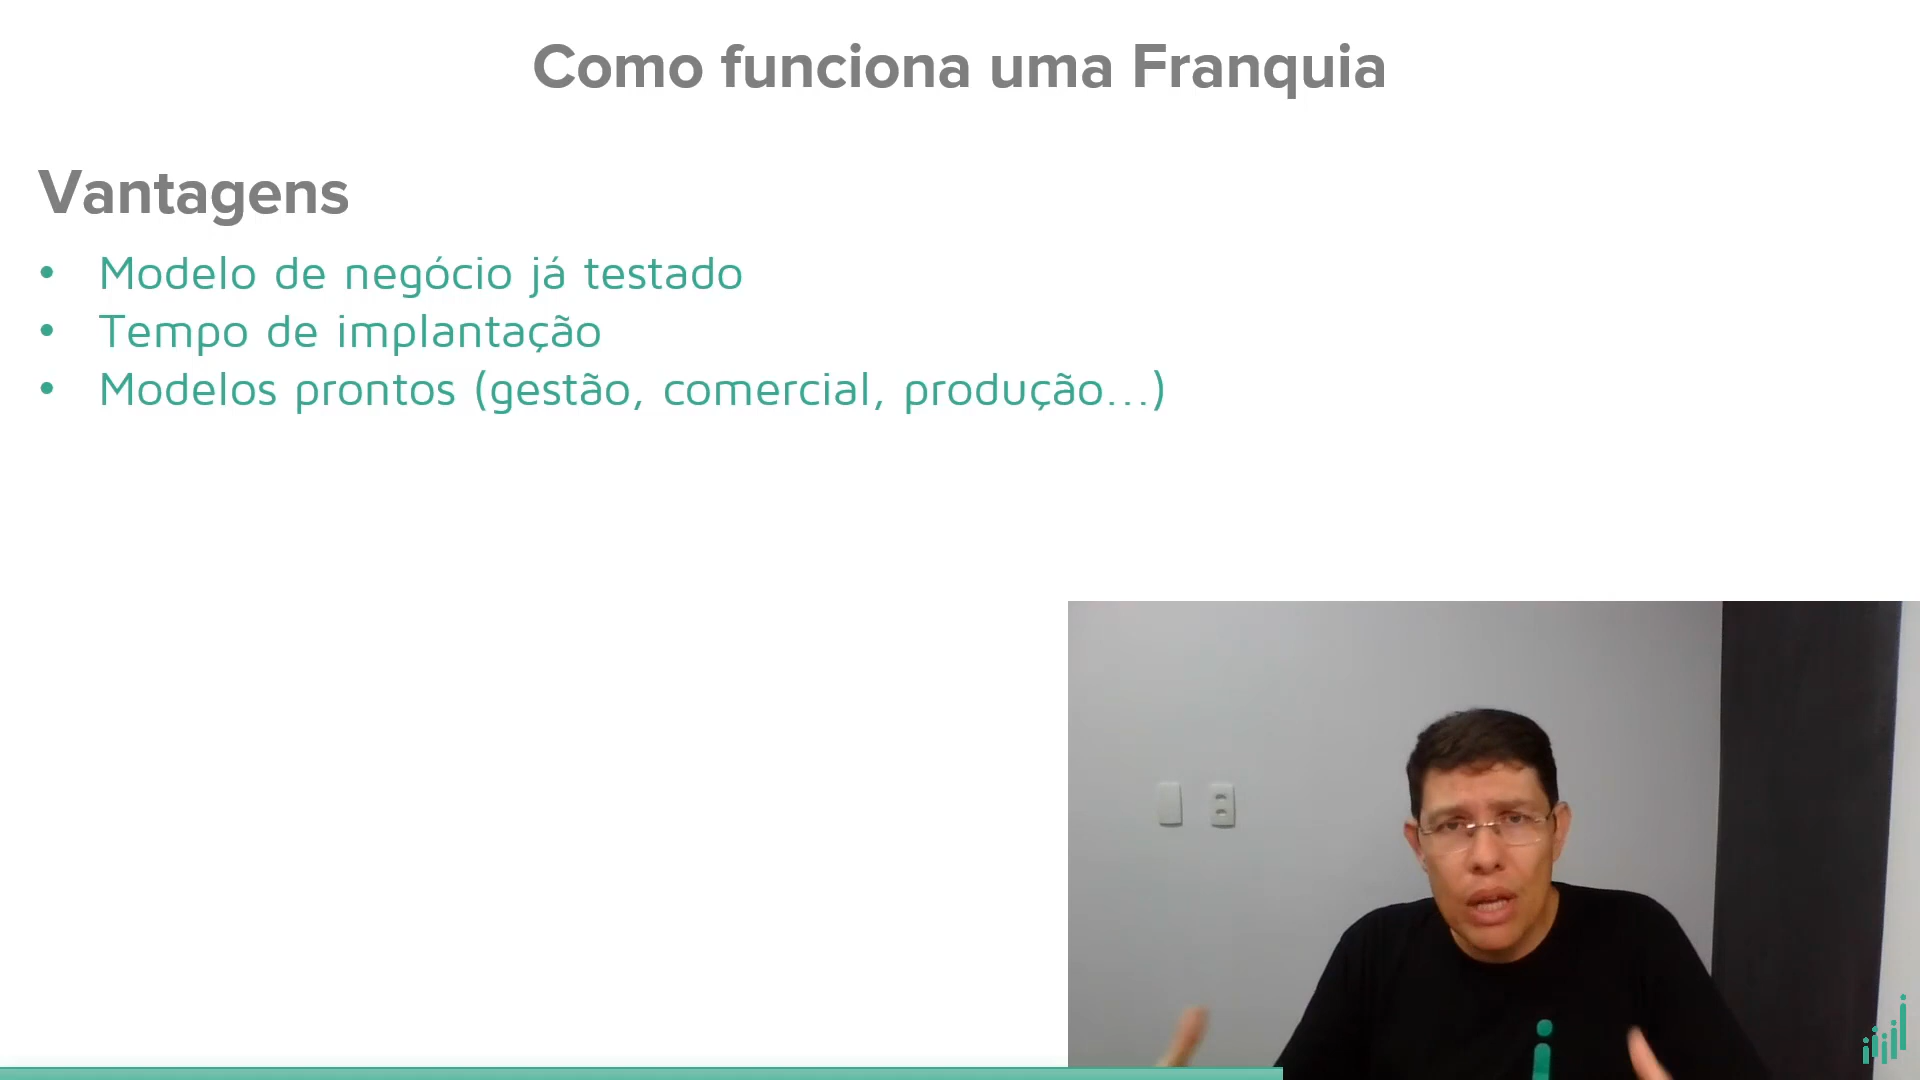 Como funciona uma Franquia
Vantagens
• Modelo de negócio já testado
• Tempo de implantação
• Modelos prontos (gestão, comercial, produção...)